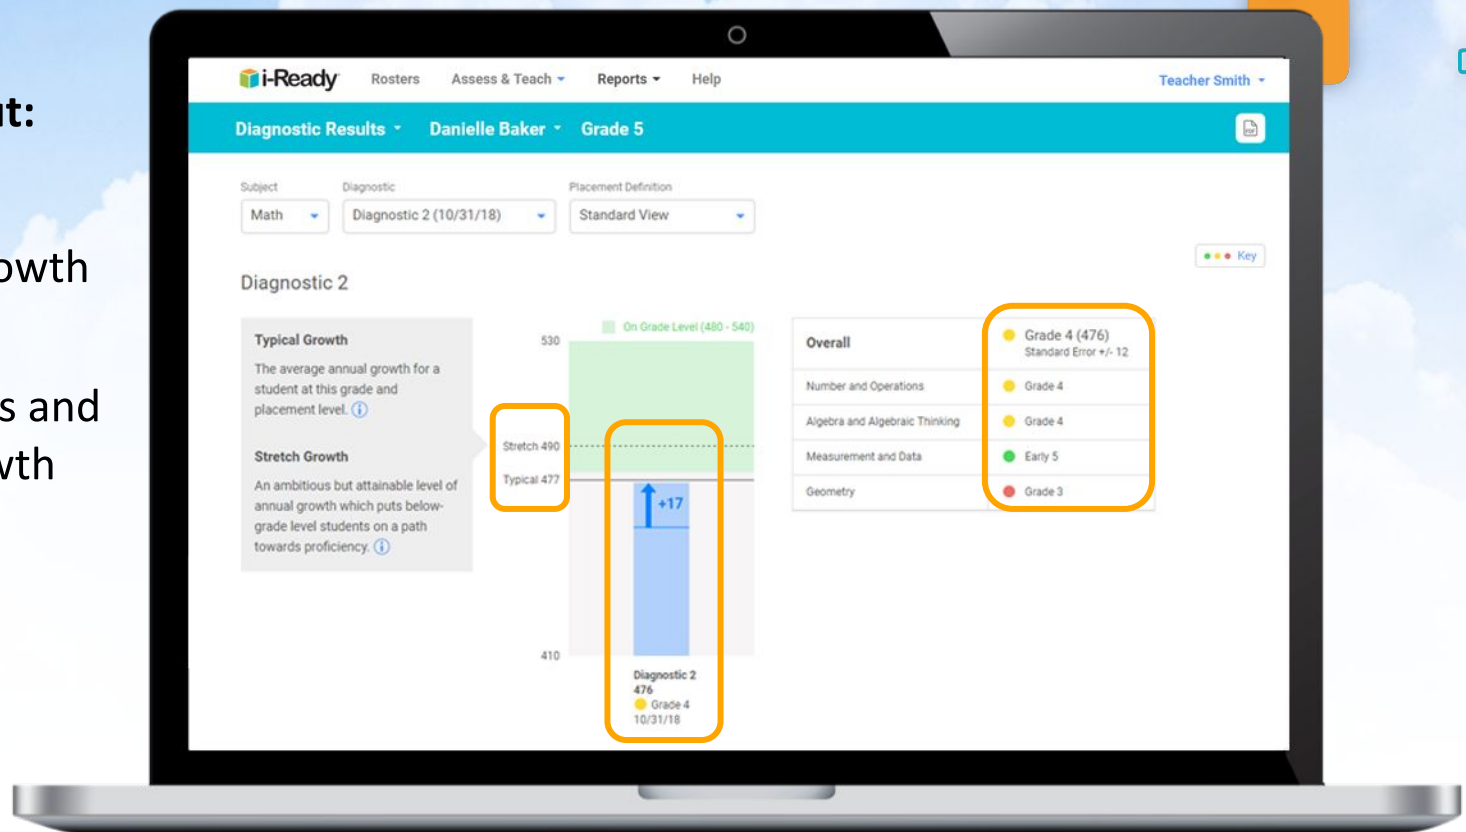 ut:
owth
s and
wth
i-Ready Rosters Assess & Teach Reports Help Teacher Smith
Diagnostic Results Danielle Baker Grade 5
PDF
Subject Diagnostic Placement Definition
Math Diagnostic 2 (10/31/18) Standard View
Key
Diagnostic 2
Typical Growth
The average annual growth for a
student at this grade and
placement level.
Stretch Growth
An ambitious but attainable level of
annual growth which puts below-
grade level students on a path
towards proficiency.
On Grade Level (480 - 540)
530
Stretch 490
Typical 477
+17
410
Diagnostic 2
476
Grade 4
10/31/18
Overall Grade 4 (476)
Standard Error +/- 12
Number and Operations Grade 4
Algebra and Algebraic Thinking Grade 4
Measurement and Data Early 5
Geometry Grade 3